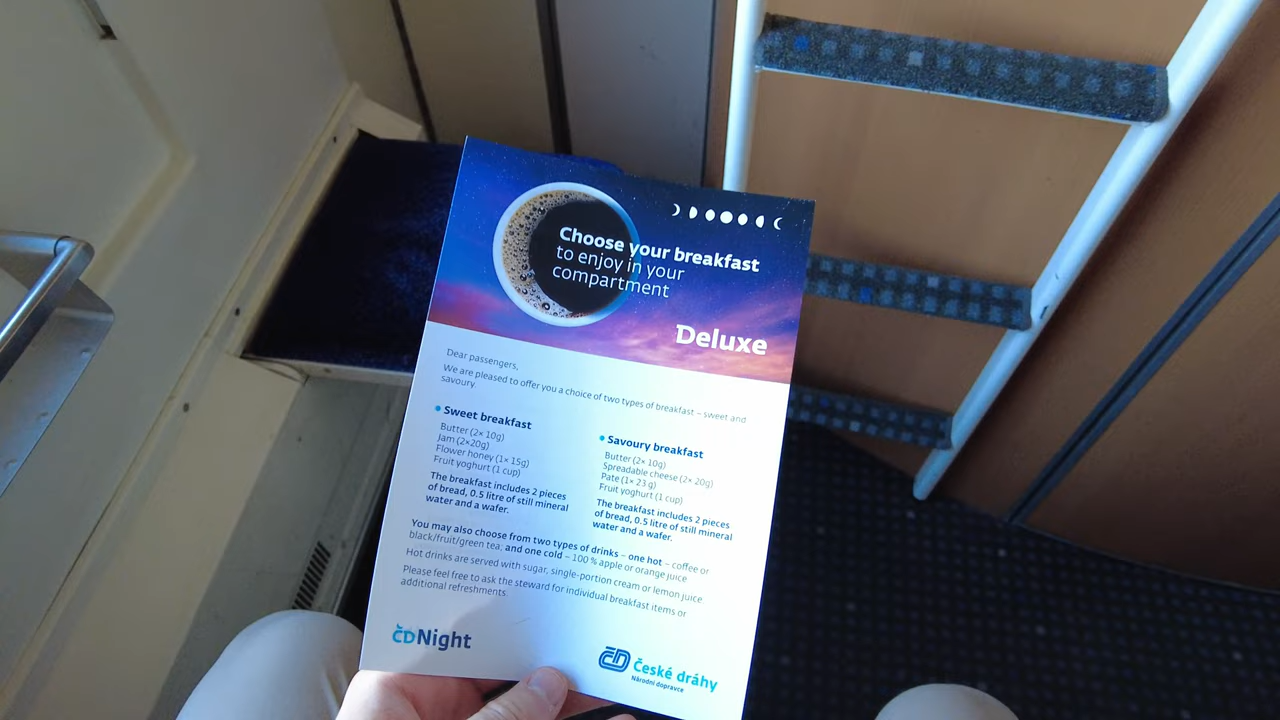 Choose your breakfast
to enjoy in your
compartment
Deluxe
Dear passengers,
We are pleased to offer you a choice of two types of breakfast – sweet and
savoury.
Sweet breakfast
Butter (2× 10g)
Jam (2×20g)
Flower honey (1× 15g)
Fruit yoghurt (1 cup)
The breakfast includes 2 pieces
of bread, 0.5 litre of still mineral
water and a wafer.
Savoury breakfast
Butter (2× 10g)
Spreadable cheese (2× 20g)
Pate (1× 23 g)
Fruit yoghurt (1 cup)
The breakfast includes 2 pieces
of bread, 0.5 litre of still mineral
water and a wafer.
You may also choose from two types of drinks – one hot – coffee or
black/fruit/green tea, and one cold – 100 % apple or orange juice
Hot drinks are served with sugar, single-portion cream or lemon juice
Please feel free to ask the steward for individual breakfast items or
additional refreshments.
ČDNight
ČD České dráhy
Národní dopravce